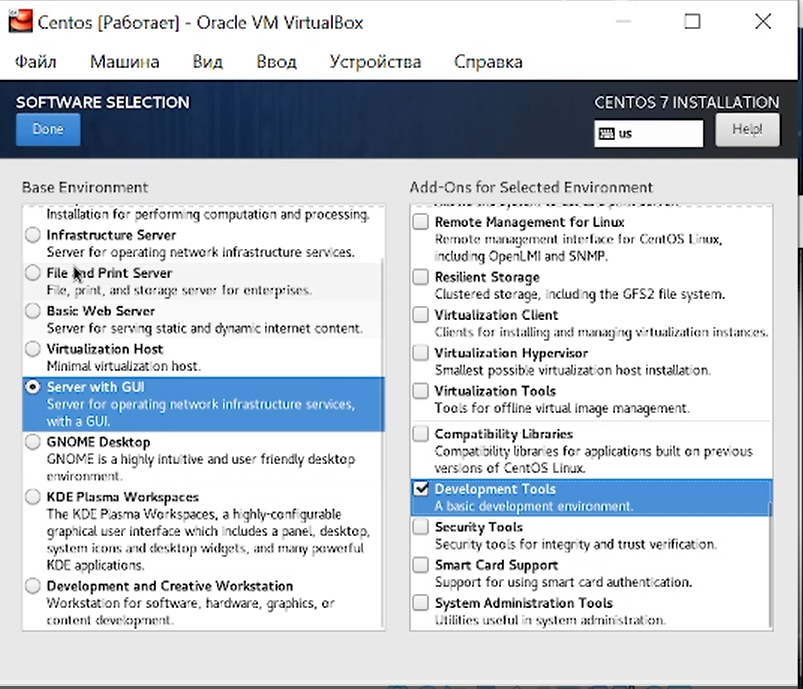 Centos [Работает] - Oracle VM VirtualBox
Файл Машина Вид Ввод Устройства Справка
SOFTWARE SELECTION
Done
CENTOS 7 INSTALLATION
us
Help!
Base Environment
Installation for performing computation and processing.
Infrastructure Server
Server for operating network infrastructure services.
File and Print Server
File, print, and storage server for enterprises.
Basic Web Server
Server for serving static and dynamic internet content.
Virtualization Host
Minimal virtualization host.
Server with GUI
Server for operating network infrastructure services,
with a GUI.
GNOME Desktop
GNOME is a highly intuitive and user friendly desktop
environment.
KDE Plasma Workspaces
The KDE Plasma Workspaces, a highly-configurable
graphical user interface which includes a panel, desktop,
system icons and desktop widgets, and many powerful
KDE applications.
Development and Creative Workstation
Workstation for software, hardware, graphics, or
content development.
Add-Ons for Selected Environment
Remote Management for Linux
Remote management interface for CentOS Linux,
including OpenLMI and SNMP.
Resilient Storage
Clustered storage, including the GFS2 file system.
Virtualization Client
Clients for installing and managing virtualization instances.
Virtualization Hypervisor
Smallest possible virtualization host installation.
Virtualization Tools
Tools for offline virtual image management.
Compatibility Libraries
Compatibility libraries for applications built on previous
versions of CentOS Linux.
Development Tools
A basic development environment.
Security Tools
Security tools for integrity and trust verification.
Smart Card Support
Support for using smart card authentication.
System Administration Tools
Utilities useful in system administration.